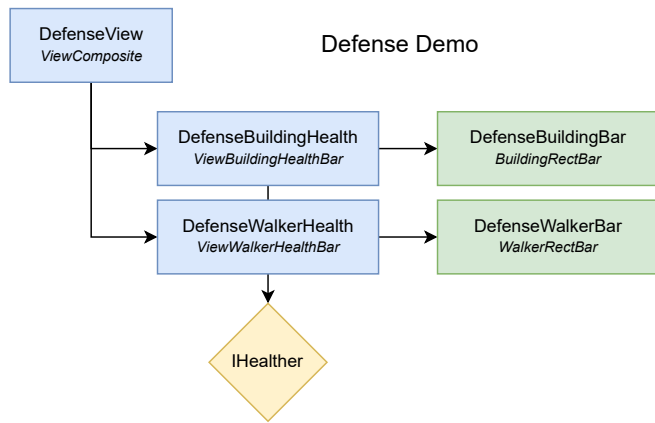 DefenseView
ViewComposite
Defense Demo
DefenseBuildingHealth
ViewBuildingHealthBar
DefenseBuildingBar
BuildingRectBar
DefenseWalkerHealth
ViewWalkerHealthBar
DefenseWalkerBar
WalkerRectBar
IHealther